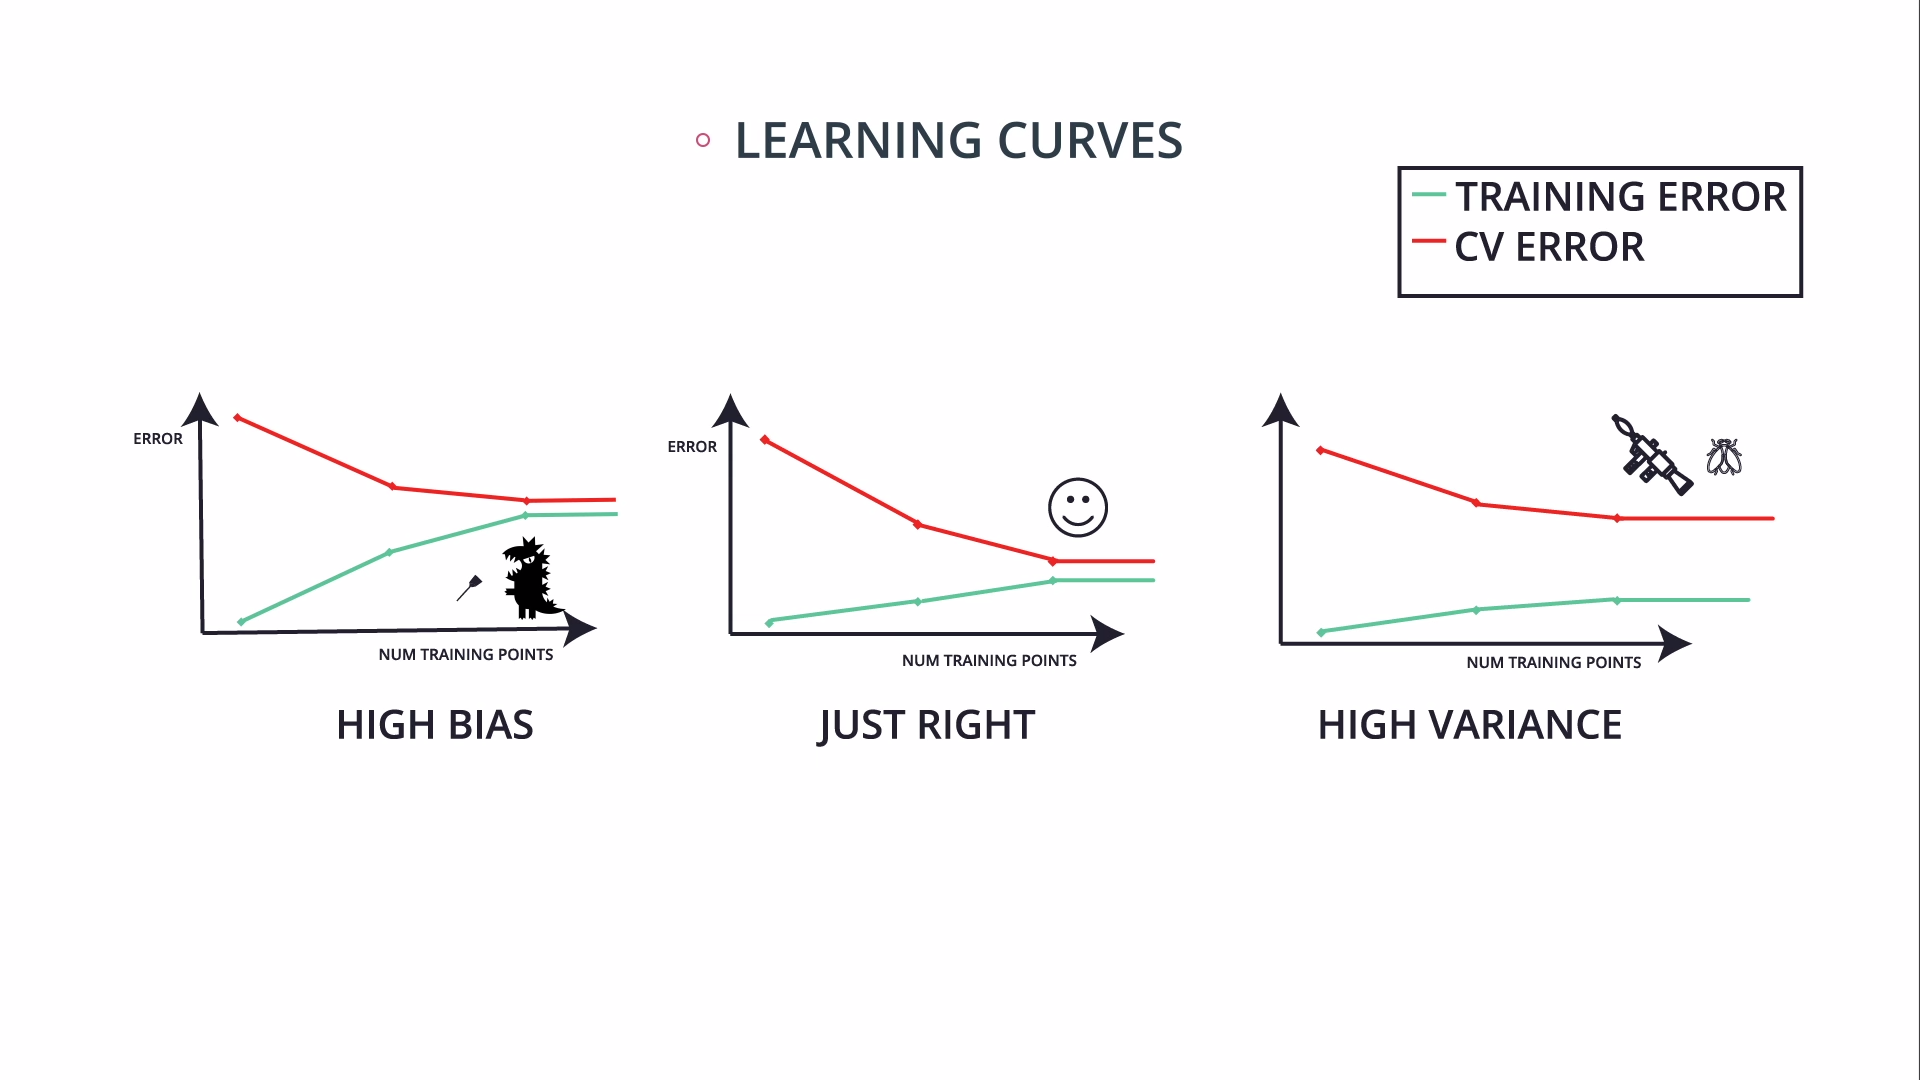 LEARNING CURVES
TRAINING ERROR
CV ERROR
ERROR
NUM TRAINING POINTS
HIGH BIAS
ERROR
NUM TRAINING POINTS
JUST RIGHT
NUM TRAINING POINTS
HIGH VARIANCE